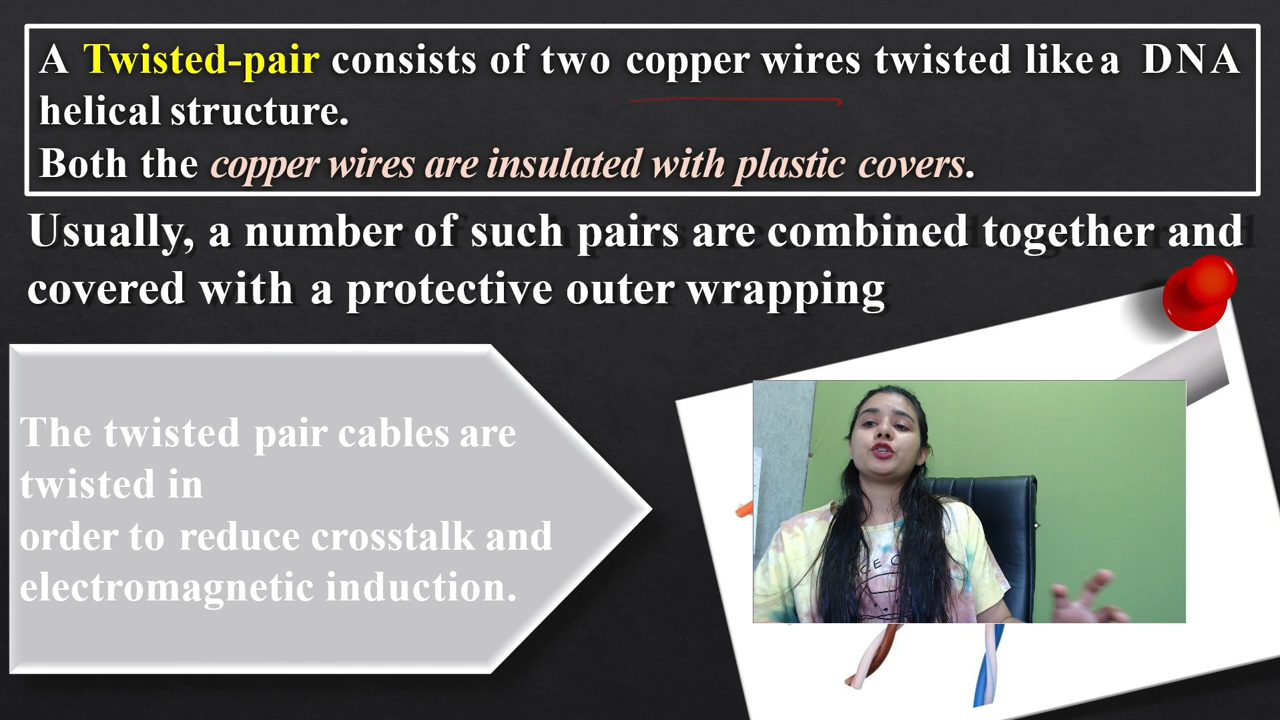 A Twisted-pair consists of two copper wires twisted like a DNA
helical structure.
Both the copper wires are insulated with plastic covers.
Usually, a number of such pairs are combined together and
covered with a protective outer wrapping
The twisted pair cables are
twisted in
order to reduce crosstalk and
electromagnetic induction.